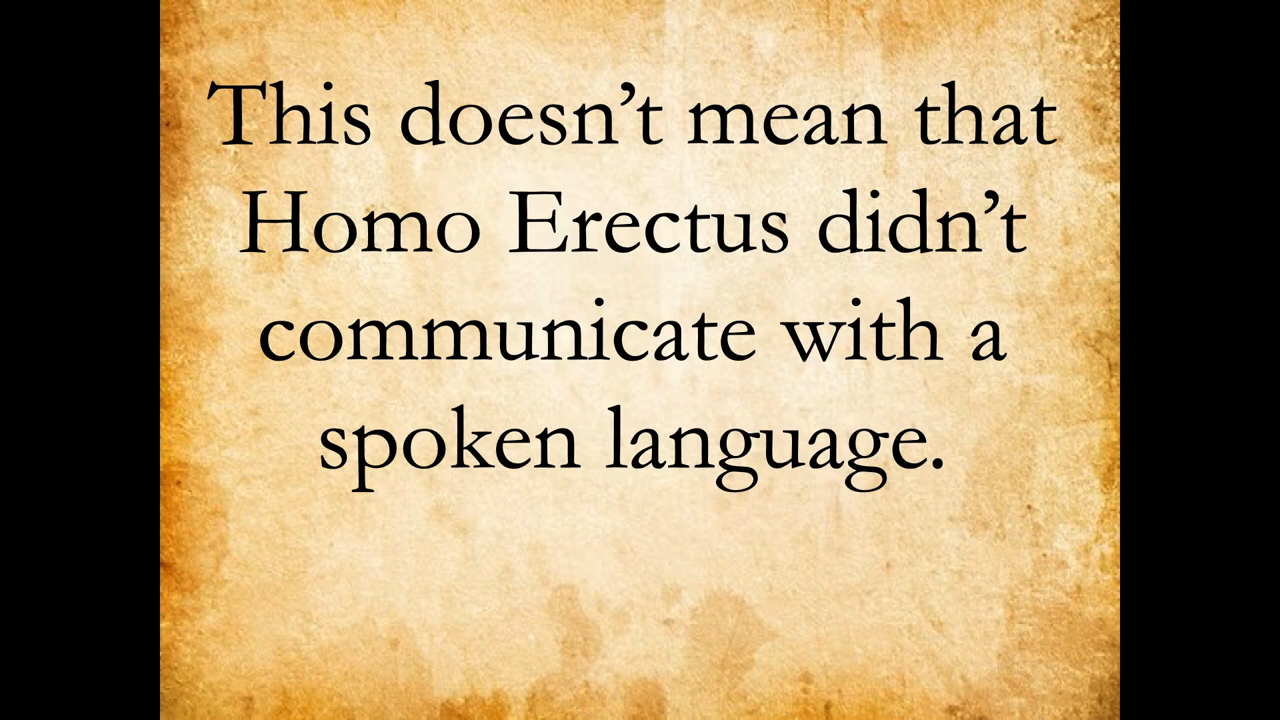 This doesn’t mean that
Homo Erectus didn’t
communicate with a
spoken language.